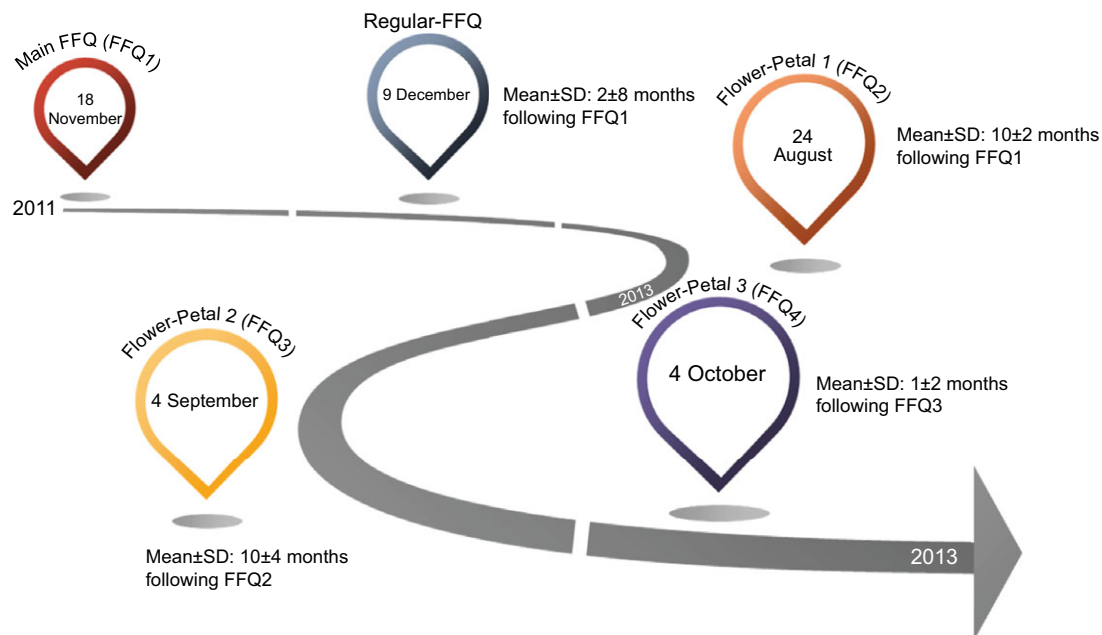 Main FFQ (FFQ1)
18
November
Regular-FFQ
9 December
Mean±SD: 2±8 months
following FFQ1
Flower-Petal 1 (FFQ2)
24
August
Mean±SD: 10±2 months
following FFQ1
2011
2013
Flower-Petal 2 (FFQ3)
4 September
Mean±SD: 10±4 months
following FFQ2
Flower-Petal 3 (FFQ4)
4 October
Mean±SD: 1±2 months
following FFQ3
2013